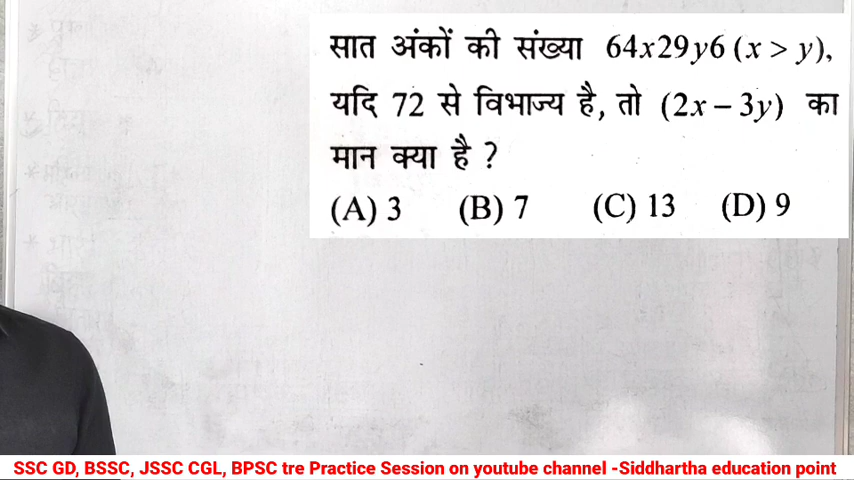 सात अंकों की संख्या 64x29y6 (x > y),
यदि 72 से विभाज्य है, तो (2x – 3y) का
मान क्या है ?
(A) 3 (B) 7 (C) 13 (D) 9
SSC GD, BSSC, JSSC CGL, BPSC tre Practice Session on youtube channel -Siddhartha education point